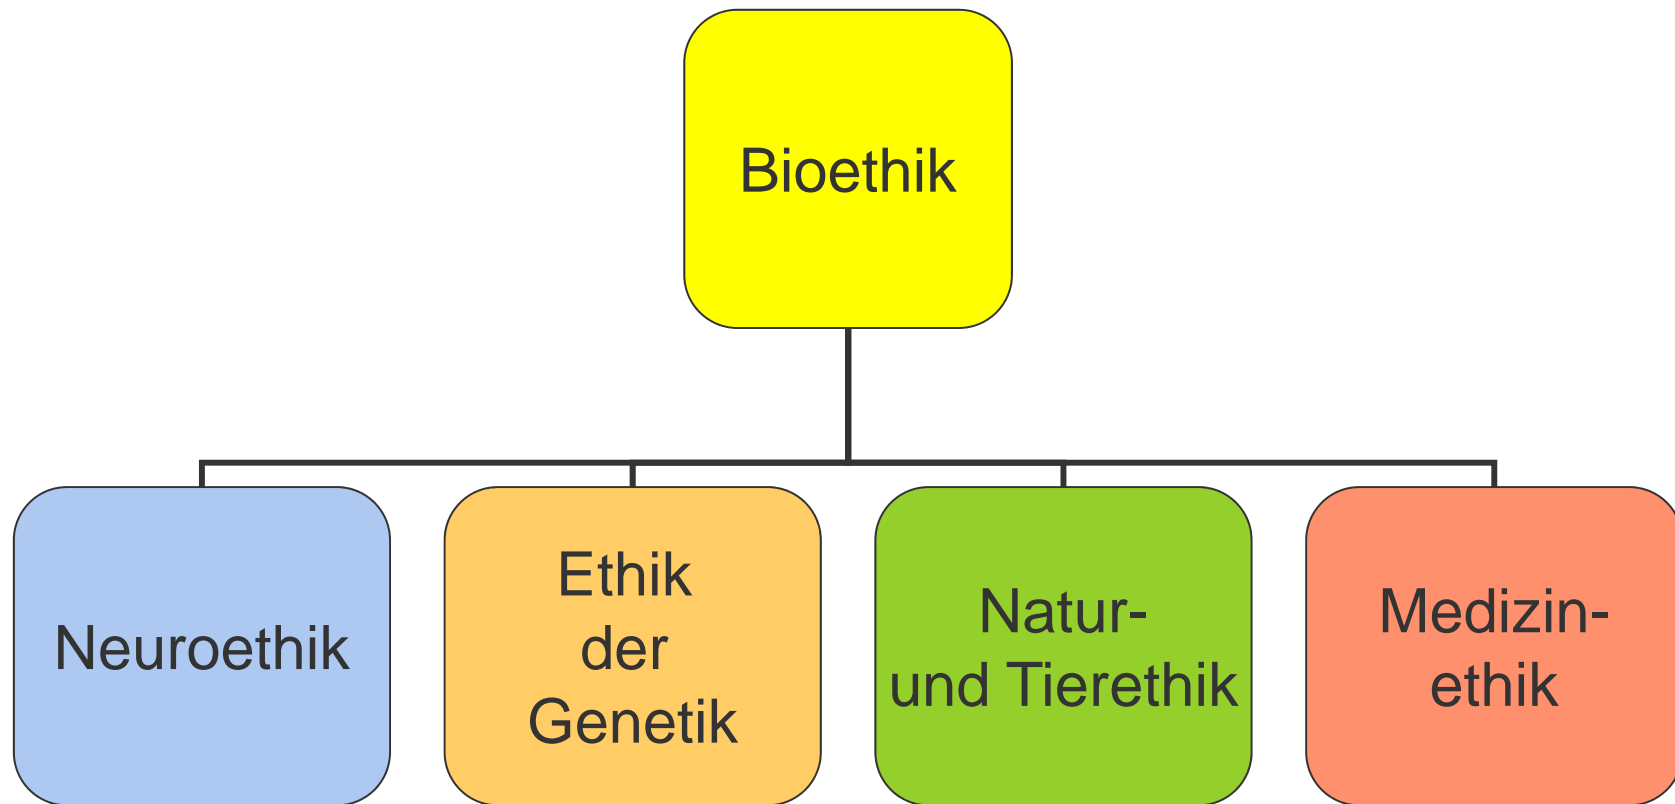 Bioethik
Neuroethik
Ethik
der
Genetik
Natur-
und Tierethik
Medizin-
ethik